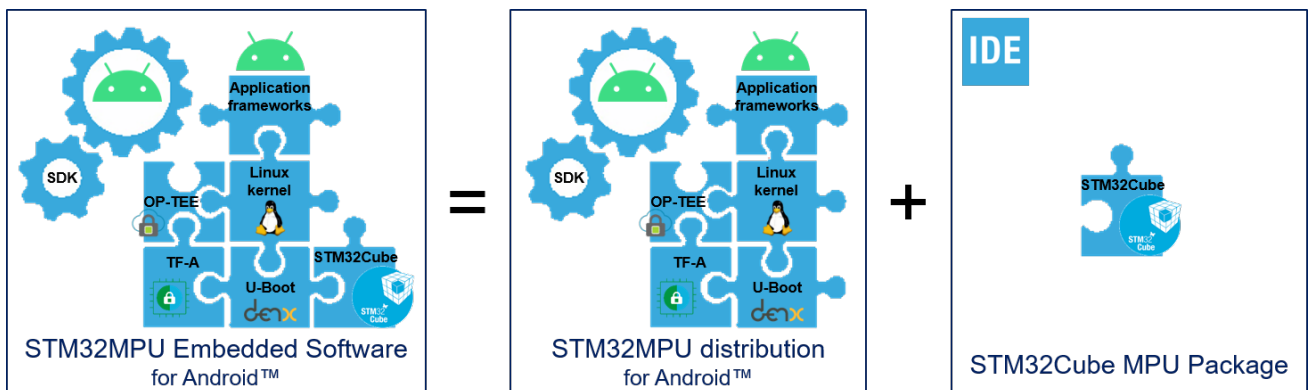 Application
frameworks
SDK
Linux
kernel
OP-TEE
TF-A
U-Boot
denx
STM32Cube
STM32
Cube
STM32MPU Embedded Software
for Android™
=
Application
frameworks
SDK
Linux
kernel
OP-TEE
TF-A
U-Boot
denx
STM32MPU distribution
for Android™
+
IDE
STM32Cube
STM32
Cube
STM32Cube MPU Package